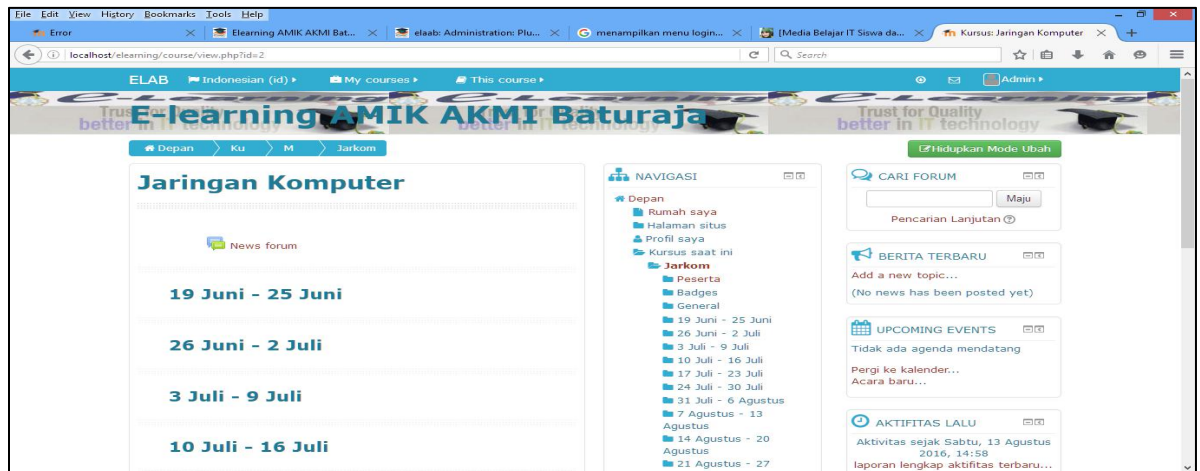 File Edit View History Bookmarks Tools Help
Error
Elearning AMIK AKMI Bat...
elaab: Administration: Plu...
menampilkan menu login...
[Media Belajar IT Siswa da...
Kursus: Jaringan Komputer
localhost/elearning/course/view.php?id=2
Search
ELAB Indonesian (id) My courses This course
Admin
E-learning AMIK AKMI Baturaja
Trust for Quality
better in IT technology
Depan Ku M Jarkom
Hidupkan Mode Ubah
Jaringan Komputer
News forum
19 Juni - 25 Juni
26 Juni - 2 Juli
3 Juli - 9 Juli
10 Juli - 16 Juli
NAVIGASI
Depan
Rumah saya
Halaman situs
Profil saya
Kursus saat ini
Jarkom
Peserta
Badges
General
19 Juni - 25 Juni
26 Juni - 2 Juli
3 Juli - 9 Juli
10 Juli - 16 Juli
17 Juli - 23 Juli
24 Juli - 30 Juli
31 Juli - 6 Agustus
7 Agustus - 13
Agustus
14 Agustus - 20
Agustus
21 Agustus - 27
CARI FORUM
Maju
Pencarian Lanjutan
BERITA TERBARU
Add a new topic...
(No news has been posted yet)
UPCOMING EVENTS
Tidak ada agenda mendatang
Pergi ke kalender...
Acara baru...
AKTIFITAS LALU
Aktivitas sejak Sabtu, 13 Agustus
2016, 14:58
laporan lengkap aktifitas terbaru...